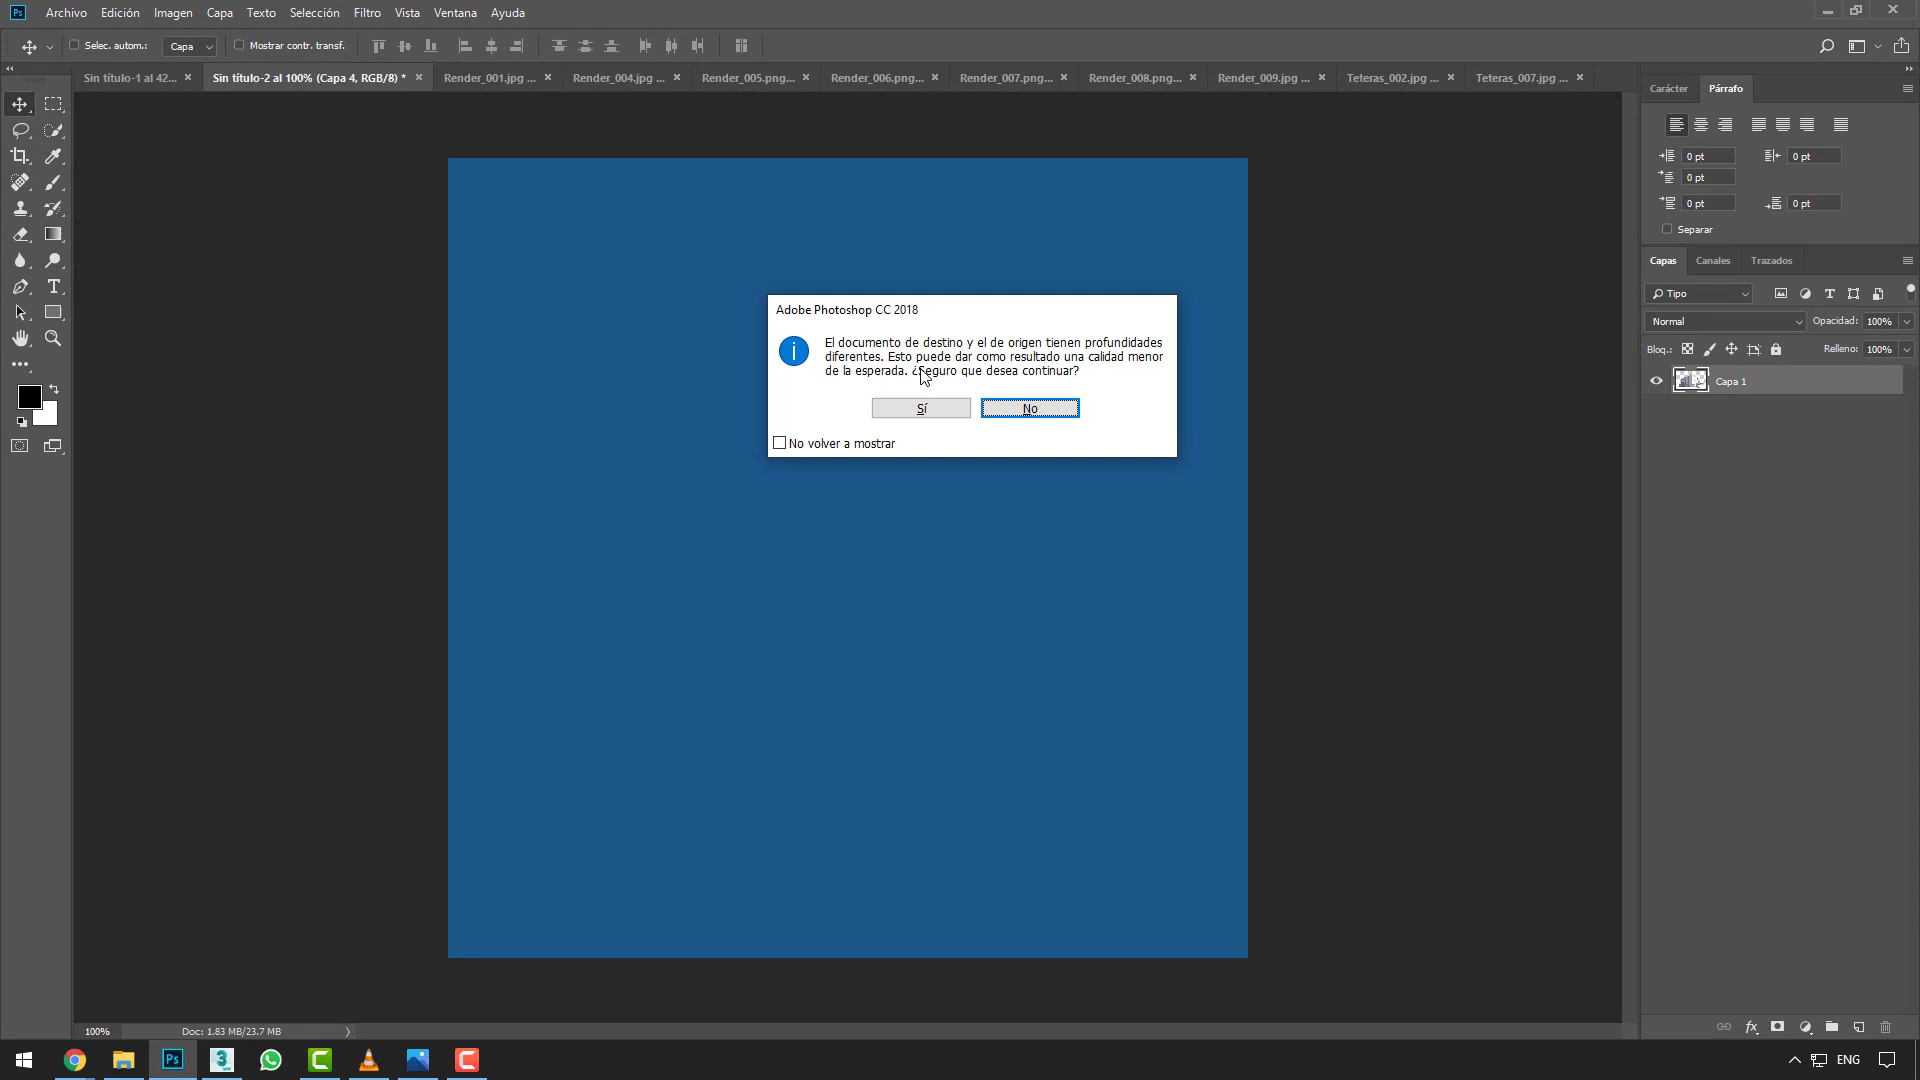 Ps Archivo Edición Imagen Capa Texto Selección Filtro Vista Ventana Ayuda
Selec. autom.: Capa Mostrar contr. transf.
Sin título-1 al 42... Sin título-2 al 100% (Capa 4, RGB/8) * Render_001.jpg ... Render_004.jpg ... Render_005.png... Render_006.png... Render_007.png... Render_008.png... Render_009.jpg ... Teteras_002.jpg ... Teteras_007.jpg ...
Carácter Párrafo
0 pt 0 pt
0 pt
0 pt 0 pt
Separar
Capas Canales Trazados
Tipo
Normal Opacidad: 100%
Bloq.: Relleno: 100%
Capa 1
Adobe Photoshop CC 2018
El documento de destino y el de origen tienen profundidades
diferentes. Esto puede dar como resultado una calidad menor
de la esperada. ¿Seguro que desea continuar?
Sí No
No volver a mostrar
100% Doc: 1.83 MB/23.7 MB
Ps 3 ENG